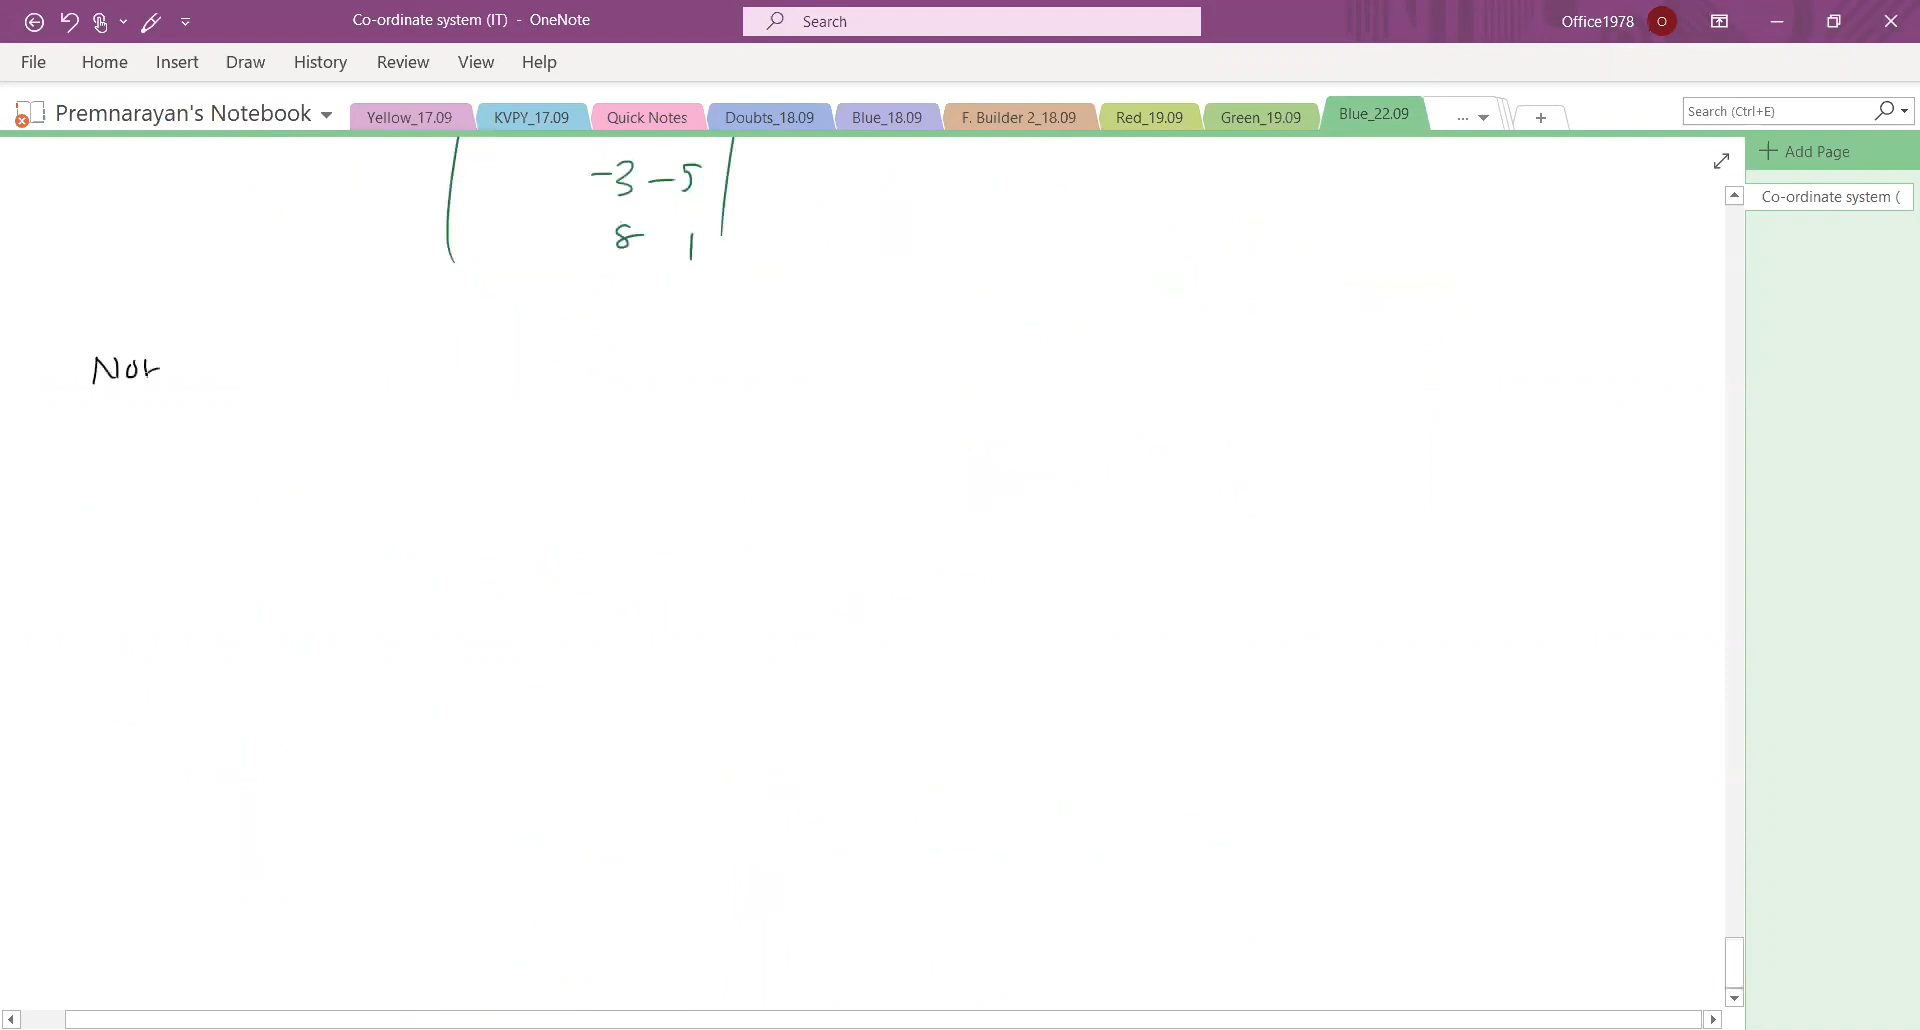 Co-ordinate system (IT) - OneNote
Search
Office1978
O
File Home Insert Draw History Review View Help
Premnarayan's Notebook
Yellow_17.09
KVPY_17.09
Quick Notes
Doubts_18.09
Blue_18.09
F. Builder 2_18.09
Red_19.09
Green_19.09
Blue_22.09
...
Search (Ctrl+E)
Add Page
Co-ordinate system (
-3 -5
8 1